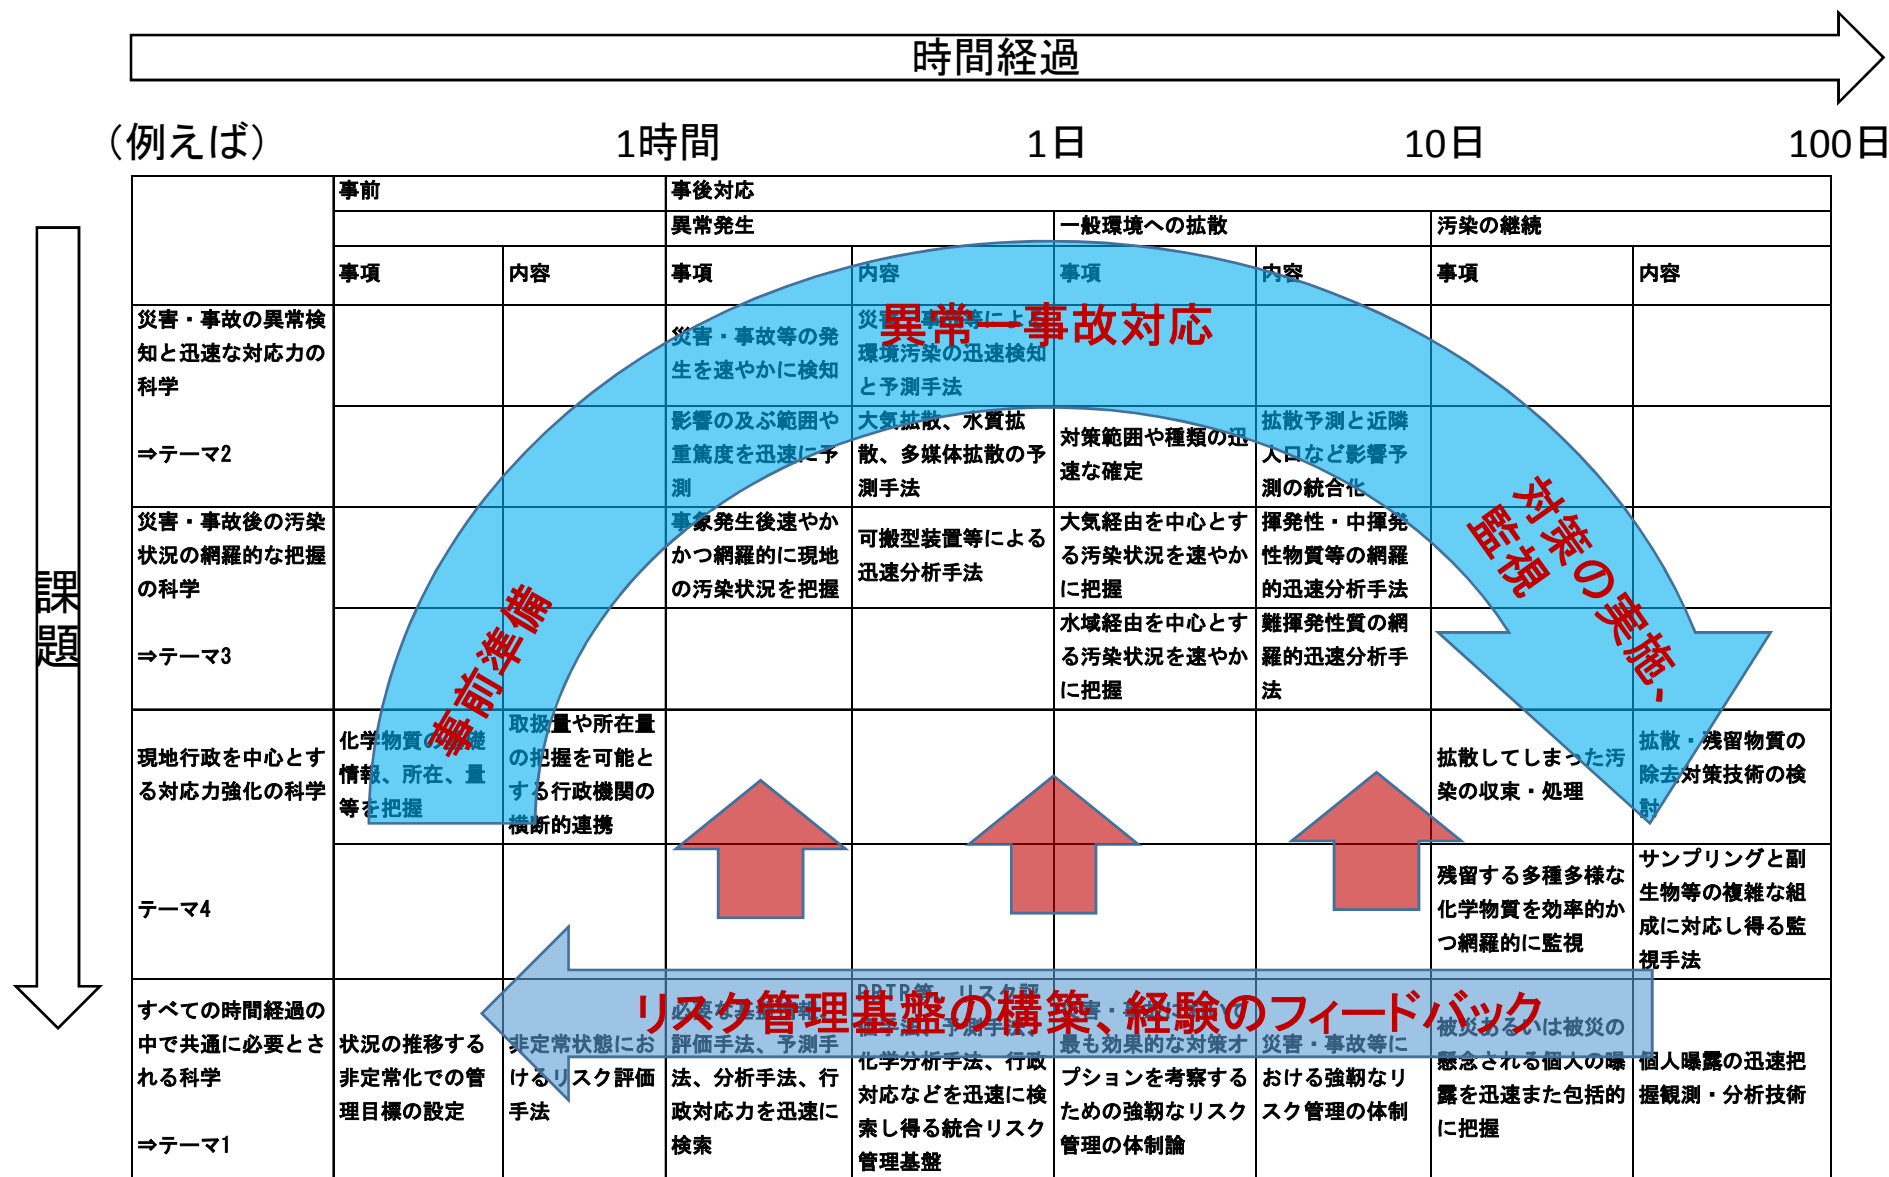 時間経過
（例えば）
1時間
1日
10日
100日
課題
事前
事後対応
異常発生
一般環境への拡散
汚染の継続
事項
内容
事項
内容
事項
内容
事項
内容
災害・事故の異常検
知と迅速な対応力の
科学
⇒テーマ2
災害・事故等の発
生を速やかに検知
環境汚染の迅速検知
と予測手法
異常ー事故対応
影響の及ぶ範囲や
重篤度を迅速に予
測
大気拡散、水質拡
散、多媒体拡散の予
測手法
対策範囲や種類の迅
速な確定
拡散予測と近隣
人口など影響予
測の統合化
災害・事故後の汚染
状況の網羅的な把握
の科学
⇒テーマ3
事象発生後速やか
かつ網羅的に現地
の汚染状況を把握
可搬型装置等による
迅速分析手法
大気経由を中心とす
る汚染状況を速やか
に把握
揮発性・中揮発
性物質等の網羅
的迅速分析手法
水域経由を中心とす
る汚染状況を速やか
に把握
難揮発性質の網
羅的迅速分析手
法
事前準備
対策の実施、
監視
現地行政を中心とす
る対応力強化の科学
テーマ4
化学物質の基礎
情報、所在、量
等を把握
取扱量や所在量
の把握を可能と
する行政機関の
横断的連携
拡散してしまった汚
染の収束・処理
拡散・残留物質の
除去対策技術の検
討
残留する多種多様な
化学物質を効率的か
つ網羅的に監視
サンプリングと副
生物等の複雑な組
成に対応し得る監
視手法
リスク管理基盤の構築、経験のフィードバック
すべての時間経過の
中で共通に必要とさ
れる科学
⇒テーマ1
状況の推移する
非定常化での管
理目標の設定
非定常状態にお
けるリスク評価
手法
評価手法、予測手
法、分析手法、行
政対応力を迅速に
検索
化学分析手法、行政
対応などを迅速に検
索し得る統合リスク
管理基盤
最も効果的な対策オ
プションを考察する
ための強靭なリスク
管理の体制論
災害・事故等に
おける強靭なリ
スク管理の体制
被災あるいは被災の
懸念される個人の曝
露を迅速また包括的
に把握
個人曝露の迅速把
握観測・分析技術